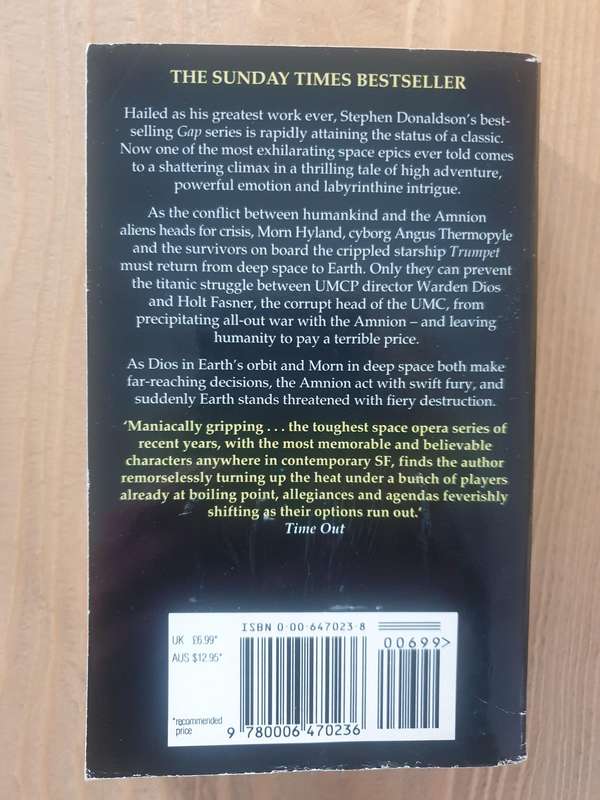 THE SUNDAY TIMES BESTSELLER
Hailed as his greatest work ever, Stephen Donaldson's best-
selling Gap series is rapidly attaining the status of a classic.
Now one of the most exhilarating space epics ever told comes
to a shattering climax in a thrilling tale of high adventure,
powerful emotion and labyrinthine intrigue.
As the conflict between humankind and the Amnion
aliens heads for crisis, Morn Hyland, cyborg Angus Thermopyle
and the survivors on board the crippled starship Trumpet
must return from deep space to Earth. Only they can prevent
the titanic struggle between UMCP director Warden Dios
and Holt Fasner, the corrupt head of the UMC, from
precipitating all-out war with the Amnion – and leaving
humanity to pay a terrible price.
As Dios in Earth's orbit and Morn in deep space both make
far-reaching decisions, the Amnion act with swift fury, and
suddenly Earth stands threatened with fiery destruction.
'Maniacally gripping . . . the toughest space opera series of
recent years, with the most memorable and believable
characters anywhere in contemporary SF, finds the author
remorselessly turning up the heat under a bunch of players
already at boiling point, allegiances and agendas feverishly
shifting as their options run out.'
Time Out
ISBN 0-00-647023-8
UK £6.99*
AUS $12.95*
00699>
*recommended
price
9 780006 470236